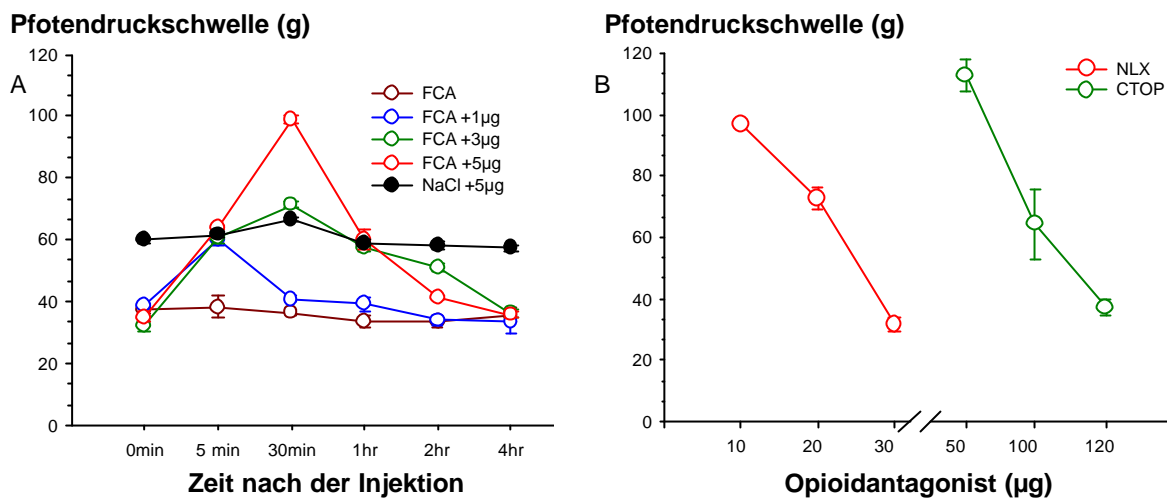 Pfotendruckschwelle (g)
A
120
100
80
60
40
20
0
FCA
FCA +1µg
FCA +3µg
FCA +5µg
NaCl +5µg
0min 5 min 30min 1hr 2hr 4hr
Zeit nach der Injektion
Pfotendruckschwelle (g)
B
120
100
80
60
40
20
0
NLX
CTOP
10 20 30 50 100 120
Opioidantagonist (µg)